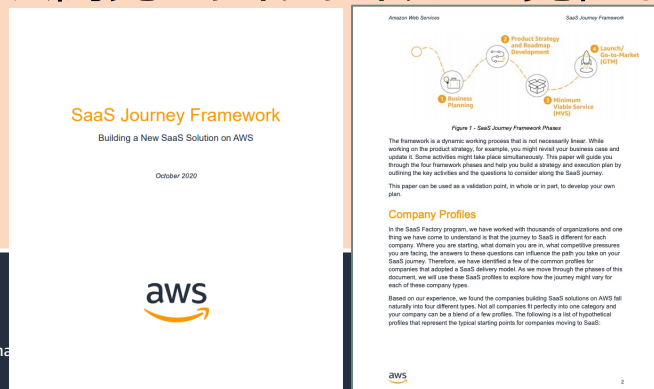 SaaS Journey Framework
Building a New SaaS Solution on AWS
October 2020
aws
Amazon Web Services
SaaS Journey Framework
2 Product Strategy
and Roadmap
Development
4 Launch/
Go-to-Market
(GTM)
1 Business
Planning
3 Minimum
Viable Service
(MVS)
Figure 1 - SaaS Journey Framework Phases
The framework is a dynamic working process that is not necessarily linear. While
working on the product strategy, for example, you might revisit your business case and
update it. Some activities might take place simultaneously. This paper will guide you
through the four framework phases and help you build a strategy and execution plan by
outlining the key activities and the questions to consider along the SaaS journey.
This paper can be used as a validation point, in whole or in part, to develop your own
plan.
Company Profiles
In the SaaS Factory program, we have worked with thousands of organizations and one
thing we have come to understand is that the journey to SaaS is different for each
company. Where you are starting, what domain you are in, what competitive pressures
you are facing, the answers to these questions can influence the path you take on your
SaaS journey. Therefore, we have identified a few of the common profiles for
companies that adopted a SaaS delivery model. As we move through the phases of this
document, we will use these SaaS profiles to explore how the journey might vary for
each of these company types.
Based on our experience, we found the companies building SaaS solutions on AWS fall
naturally into four different types. Not all companies fit perfectly into one category and
your company can be a blend of a few profiles. The following is a list of hypothetical
profiles that represent the typical starting points for companies moving to SaaS:
aws
2